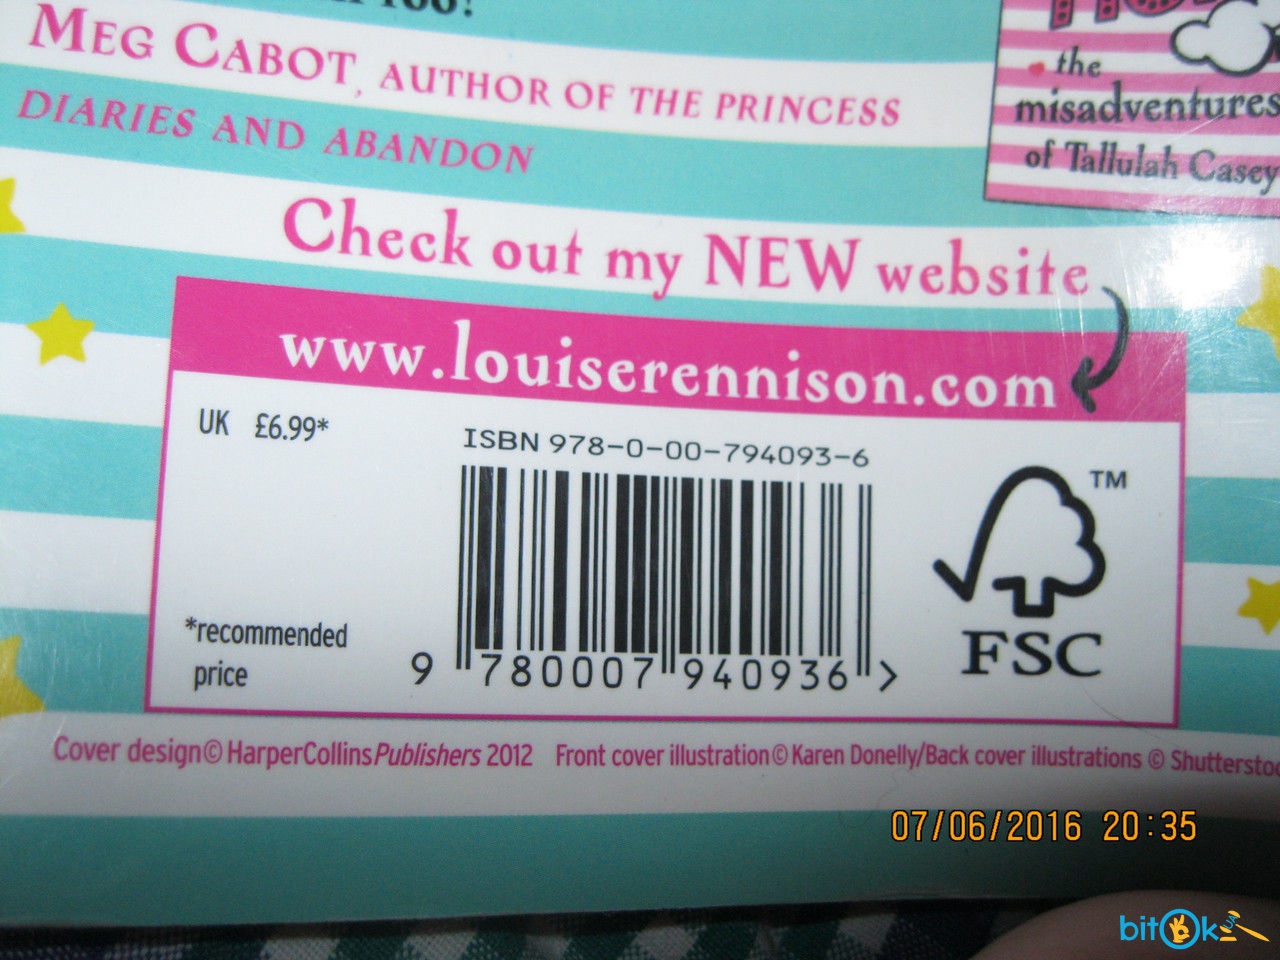 TOO!
MEG CABOT, AUTHOR OF THE PRINCESS
DIARIES AND ABANDON
the
misadventures
of Tallulah Casey
Check out my NEW website
www.louiserennison.com
UK £6.99*
ISBN 978-0-00-794093-6
TM
FSC
*recommended
price
9 780007 940936 >
Cover design © HarperCollinsPublishers 2012 Front cover illustration © Karen Donelly/Back cover illustrations ©
07/06/2016 20:35
bitOk